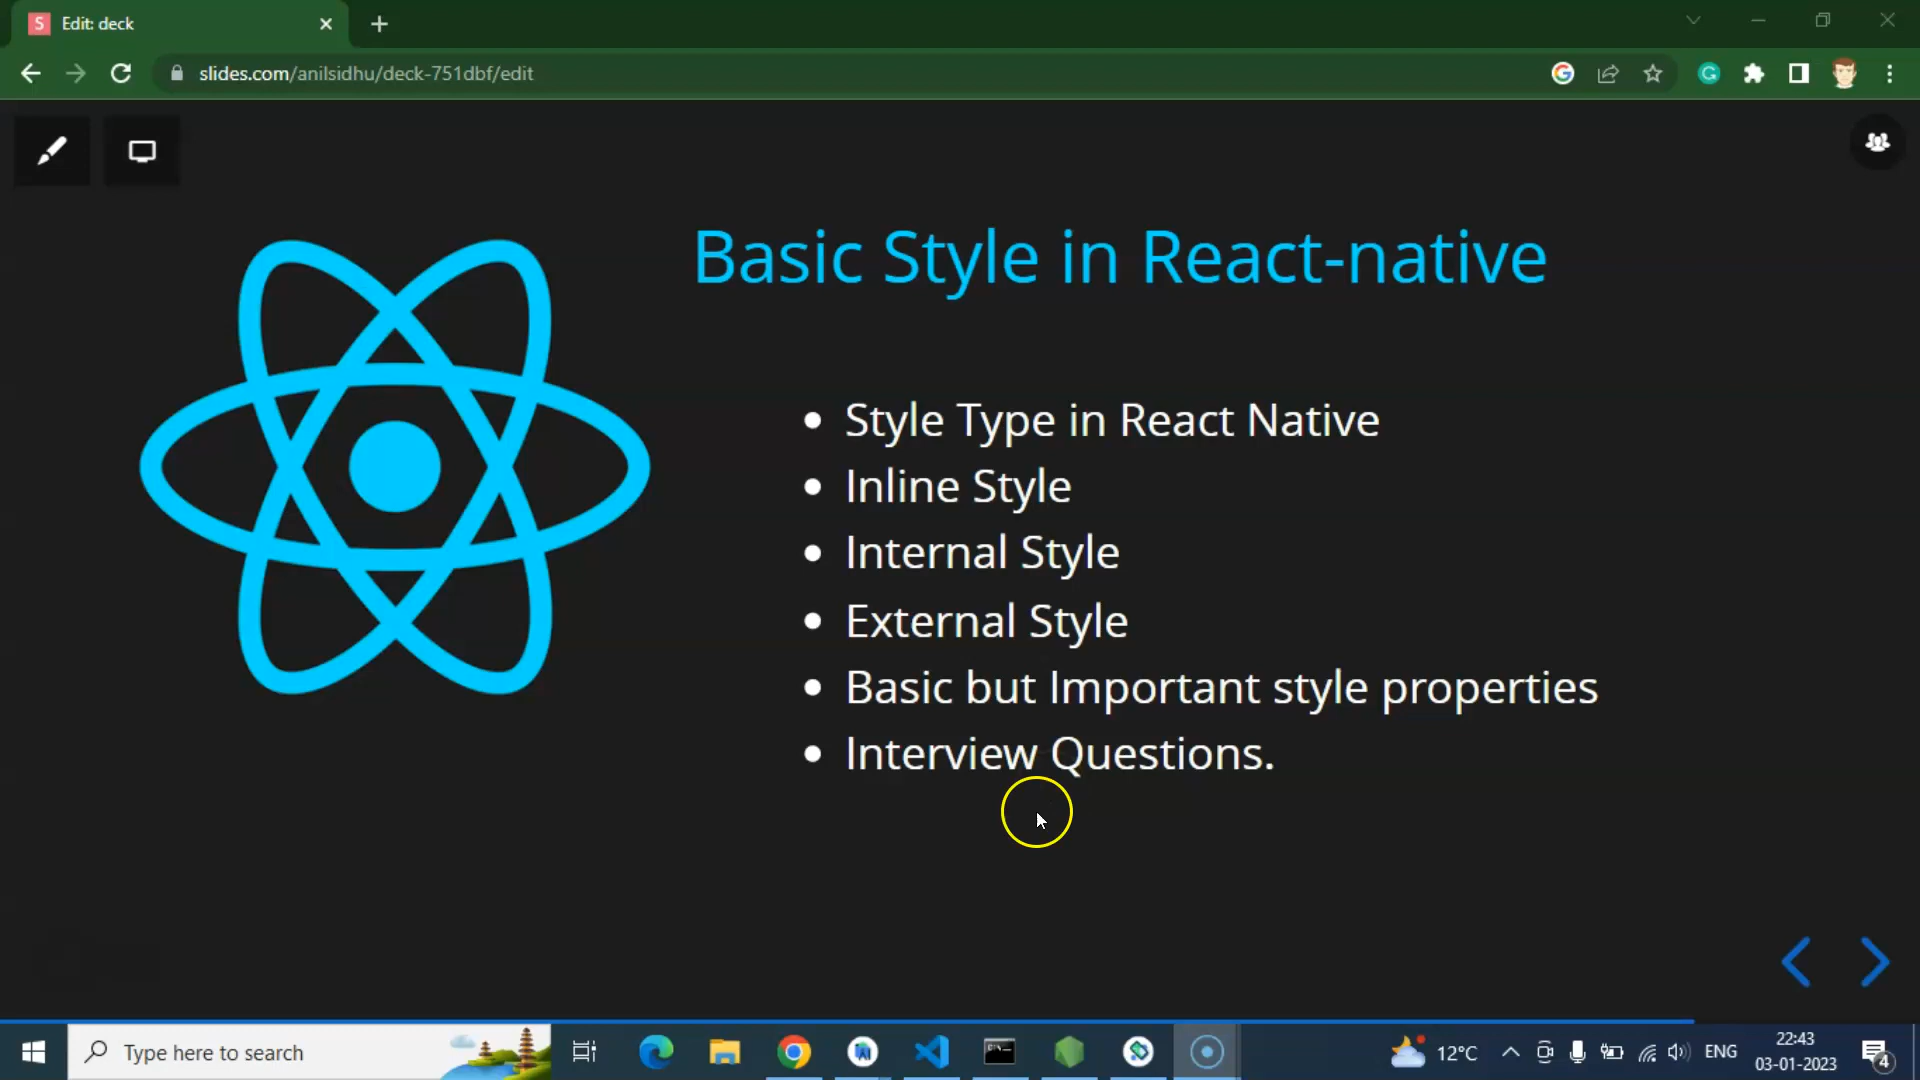 S Edit: deck
slides.com/anilsidhu/deck-751dbf/edit
Basic Style in React-native
Style Type in React Native
Inline Style
Internal Style
External Style
Basic but Important style properties
Interview Questions.
Type here to search
12°C
ENG
22:43
03-01-2023
4